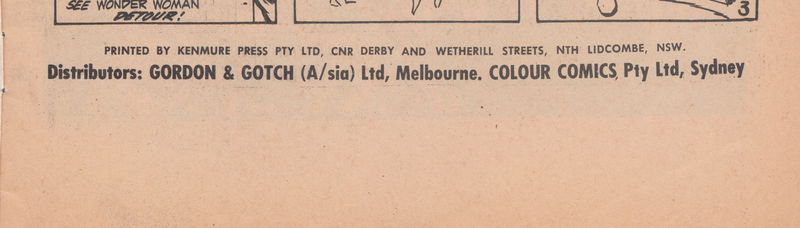 SEE WONDER WOMAN
DETOUR!
3
PRINTED BY KENMURE PRESS PTY LTD, CNR DERBY AND WETHERILL STREETS, NTH LIDCOMBE, NSW.
Distributors: GORDON & GOTCH (A/sia) Ltd, Melbourne. COLOUR COMICS Pty Ltd, Sydney